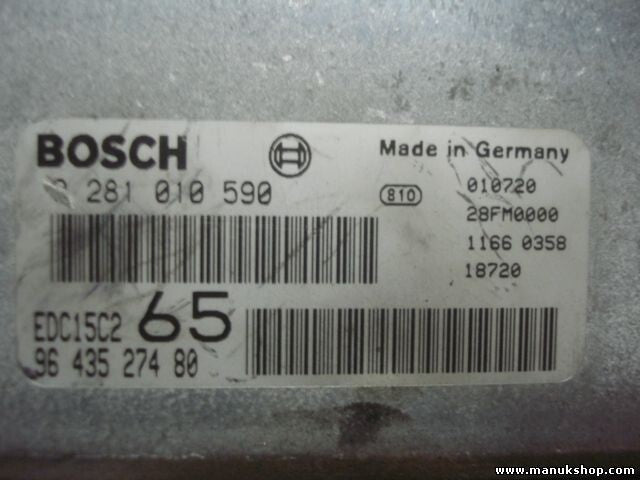 BOSCH
Made in Germany
281 010 590
810
010720
28FM0000
1166 0358
18720
EDC15C2 65
96 435 274 80
www.manukshop.com